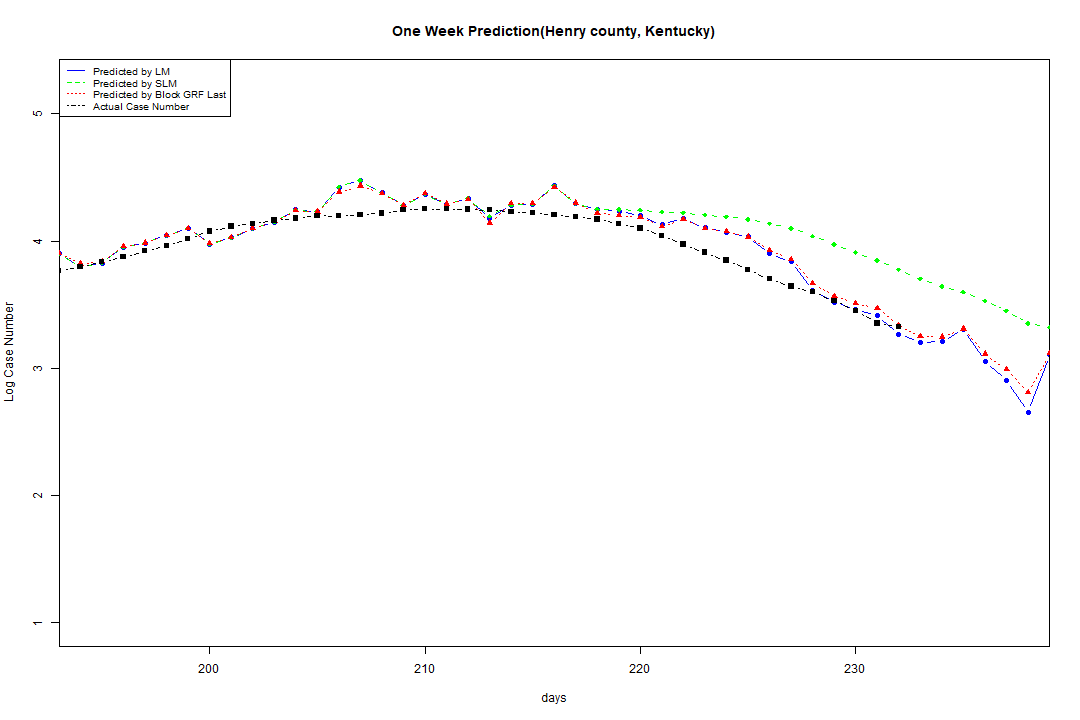 One Week Prediction(Henry county, Kentucky)
Predicted by LM
Predicted by SLM
Predicted by Block GRF Last
Actual Case Number
5
4
3
2
1
Log Case Number
200
210
220
230
days